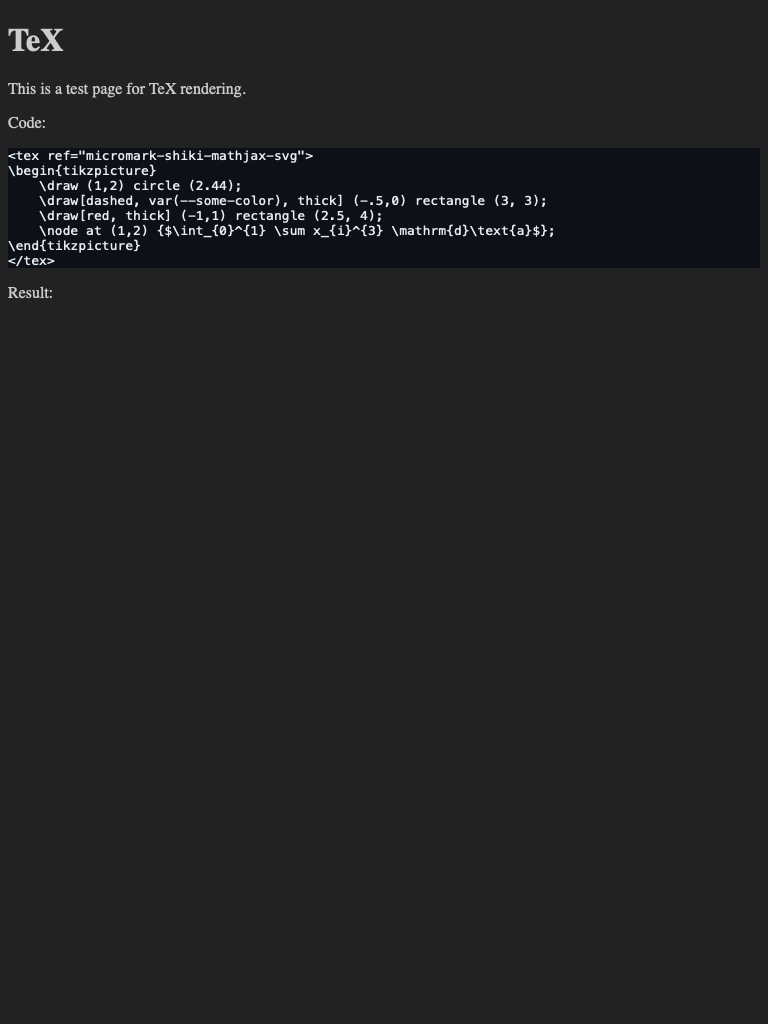 TeX
This is a test page for TeX rendering.
Code:
<tex ref="micromark-shiki-mathjax-svg">
\begin{tikzpicture}
    \draw (1,2) circle (2.44);
    \draw[dashed, var(--some-color), thick] (-.5,0) rectangle (3, 3);
    \draw[red, thick] (-1,1) rectangle (2.5, 4);
    \node at (1,2) {$\int_{0}^{1} \sum x_{i}^{3} \mathrm{d}\text{a}$};
\end{tikzpicture}
</tex>
Result: